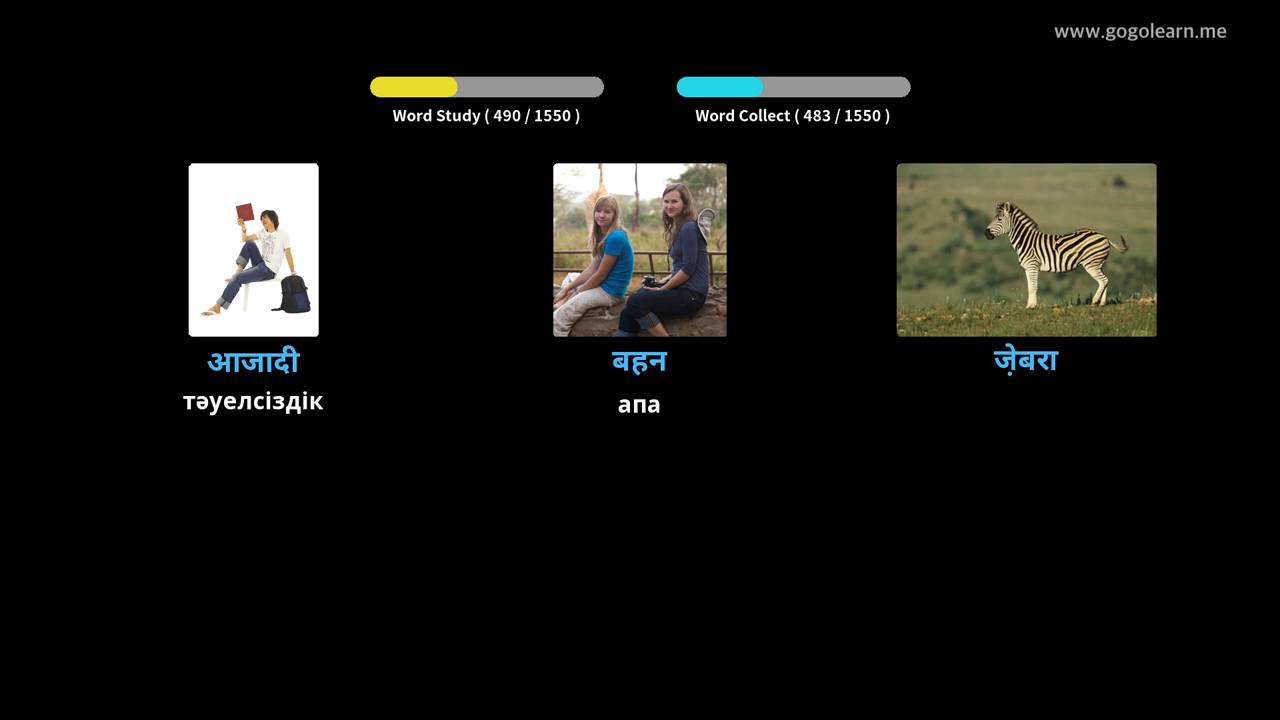 www.gogolearn.me
Word Study ( 490 / 1550 )
Word Collect ( 483 / 1550 )
आजादी
बहन
ज़ेबरा
тәуелсіздік
апа